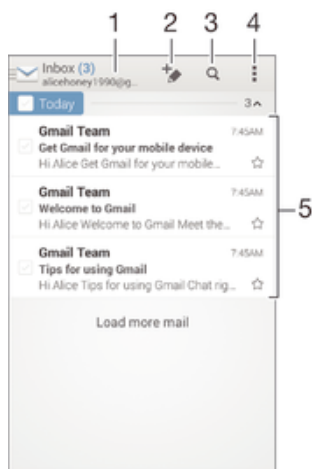 1 2 3 4
Inbox (3)
alicehoney1990@g...
Today 3
Gmail Team 7:45AM
Get Gmail for your mobile device
Hi Alice Get Gmail for your mobile...
Gmail Team 7:45AM
Welcome to Gmail
Hi Alice Welcome to Gmail Meet the...
5
Gmail Team 7:45AM
Tips for using Gmail
Hi Alice Tips for using Gmail Chat rig...
Load more mail